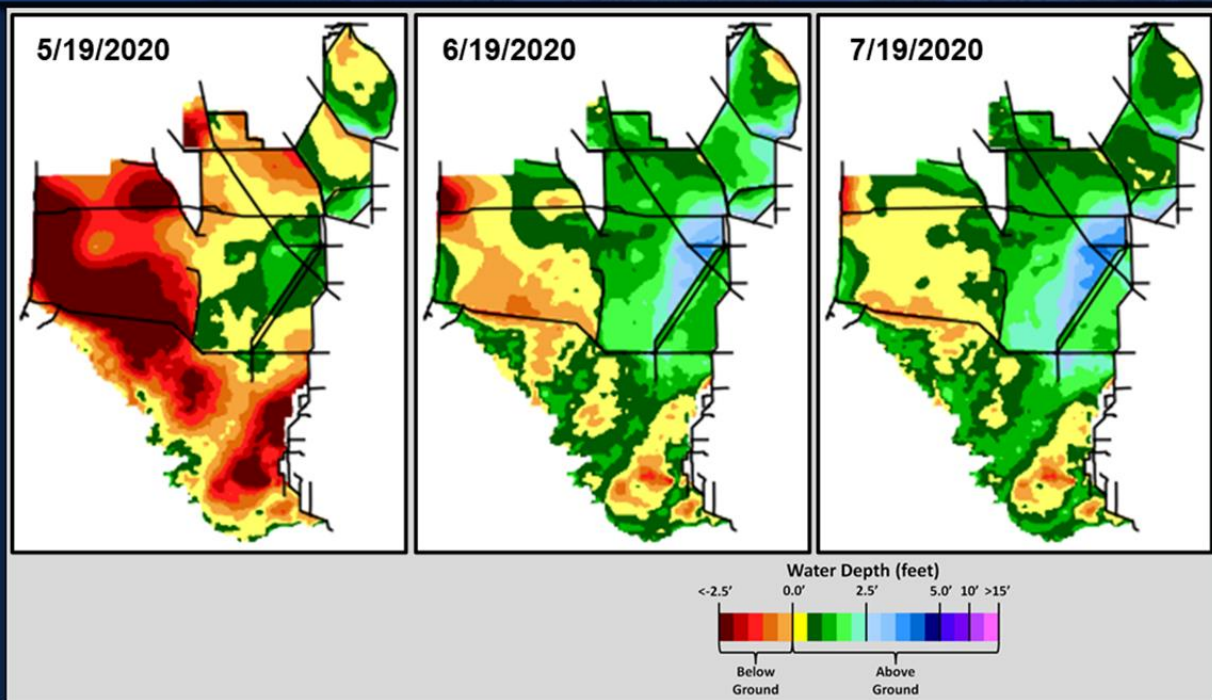 5/19/2020
6/19/2020
7/19/2020
Water Depth (feet)
<-2.5' 0.0' 2.5' 5.0' 10' >15'
Below
Ground
Above
Ground